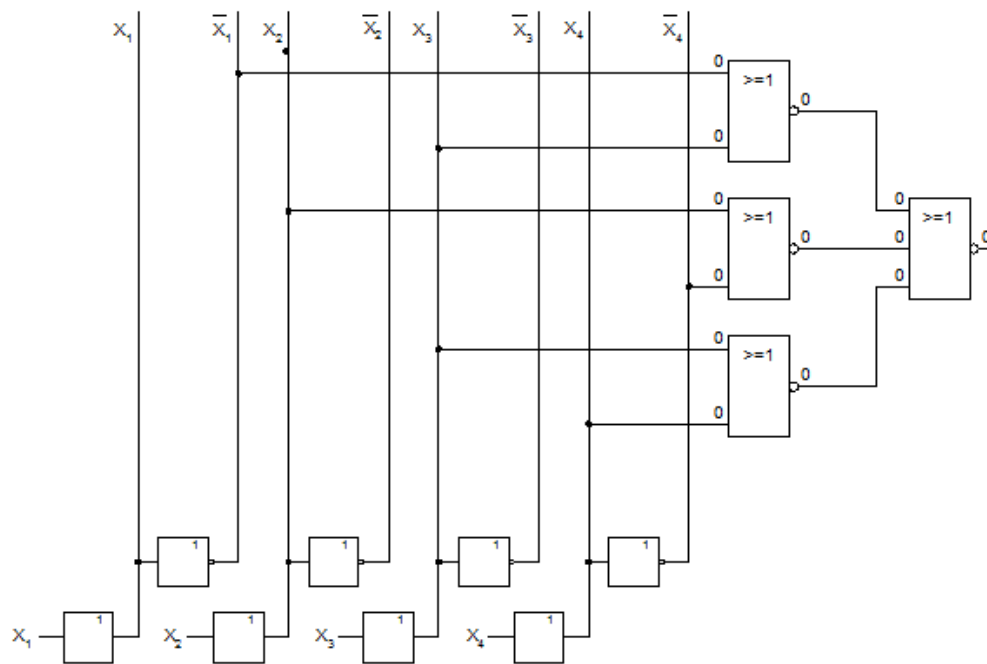 X₁ X̅₁ X₂ X̅₂ X₃ X̅₃ X₄ X̅₄
0 >=1
0
0
0 0 >=1
>=1 0 0 0
0 0
0 >=1
0
0
1 1 1 1
X₁ 1 X₂ 1 X₃ 1 X₄ 1